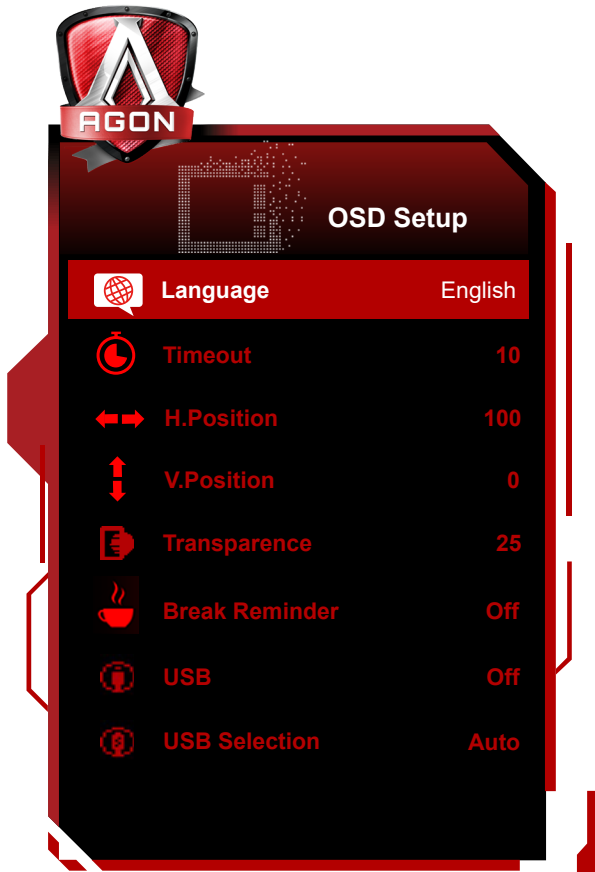 AGON
OSD Setup
Language English
Timeout 10
H.Position 100
V.Position 0
Transparence 25
Break Reminder Off
USB Off
USB Selection Auto